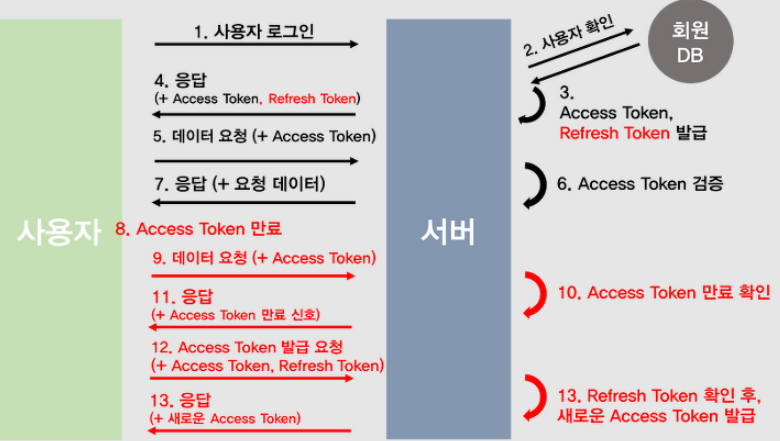 1. 사용자 로그인
2. 사용자 확인
회원
DB
3.
Access Token,
Refresh Token 발급
4. 응답
(+ Access Token, Refresh Token)
5. 데이터 요청 (+ Access Token)
6. Access Token 검증
7. 응답 (+ 요청 데이터)
사용자
서버
8. Access Token 만료
9. 데이터 요청 (+ Access Token)
10. Access Token 만료 확인
11. 응답
(+ Access Token 만료 신호)
12. Access Token 발급 요청
(+ Access Token, Refresh Token)
13. Refresh Token 확인 후,
새로운 Access Token 발급
13. 응답
(+ 새로운 Access Token)